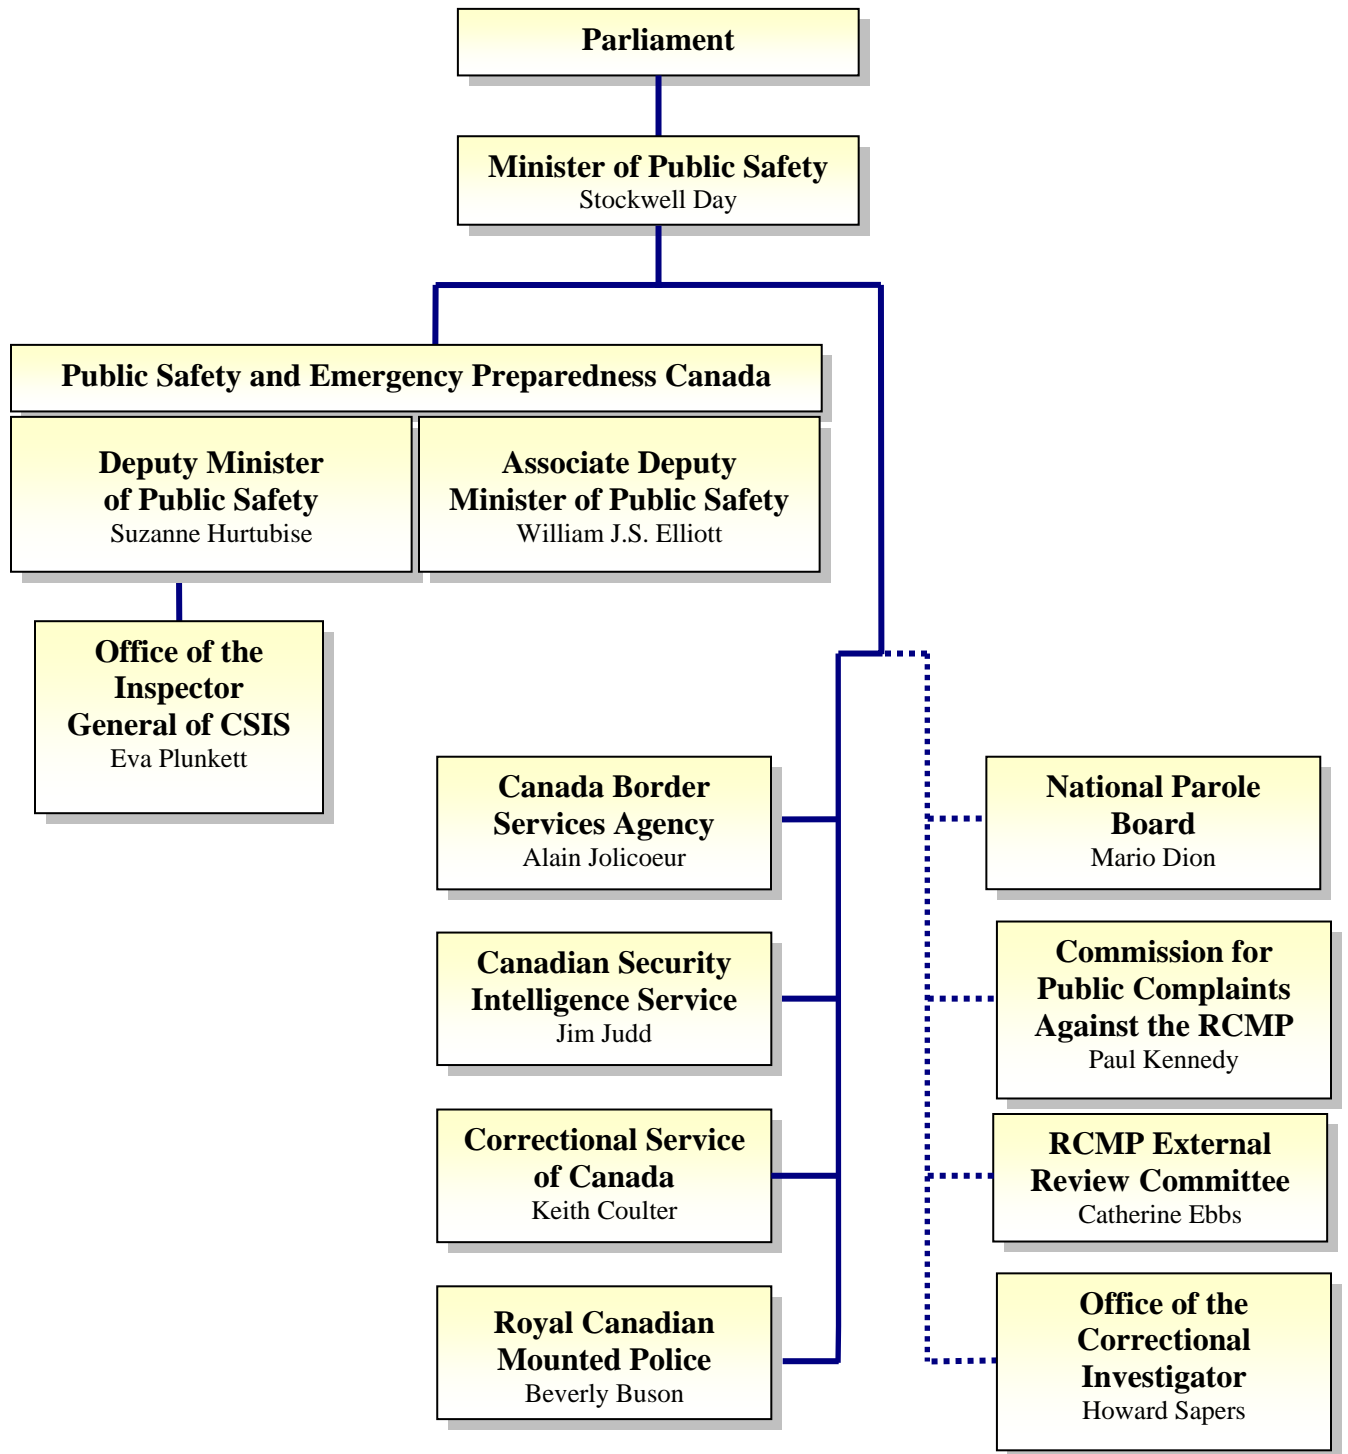 Parliament
Minister of Public Safety
Stockwell Day
Public Safety and Emergency Preparedness Canada
Deputy Minister
of Public Safety
Suzanne Hurtubise
Associate Deputy
Minister of Public Safety
William J.S. Elliott
Office of the
Inspector
General of CSIS
Eva Plunkett
Canada Border
Services Agency
Alain Jolicoeur
Canadian Security
Intelligence Service
Jim Judd
Correctional Service
of Canada
Keith Coulter
Royal Canadian
Mounted Police
Beverly Buson
National Parole
Board
Mario Dion
Commission for
Public Complaints
Against the RCMP
Paul Kennedy
RCMP External
Review Committee
Catherine Ebbs
Office of the
Correctional
Investigator
Howard Sapers